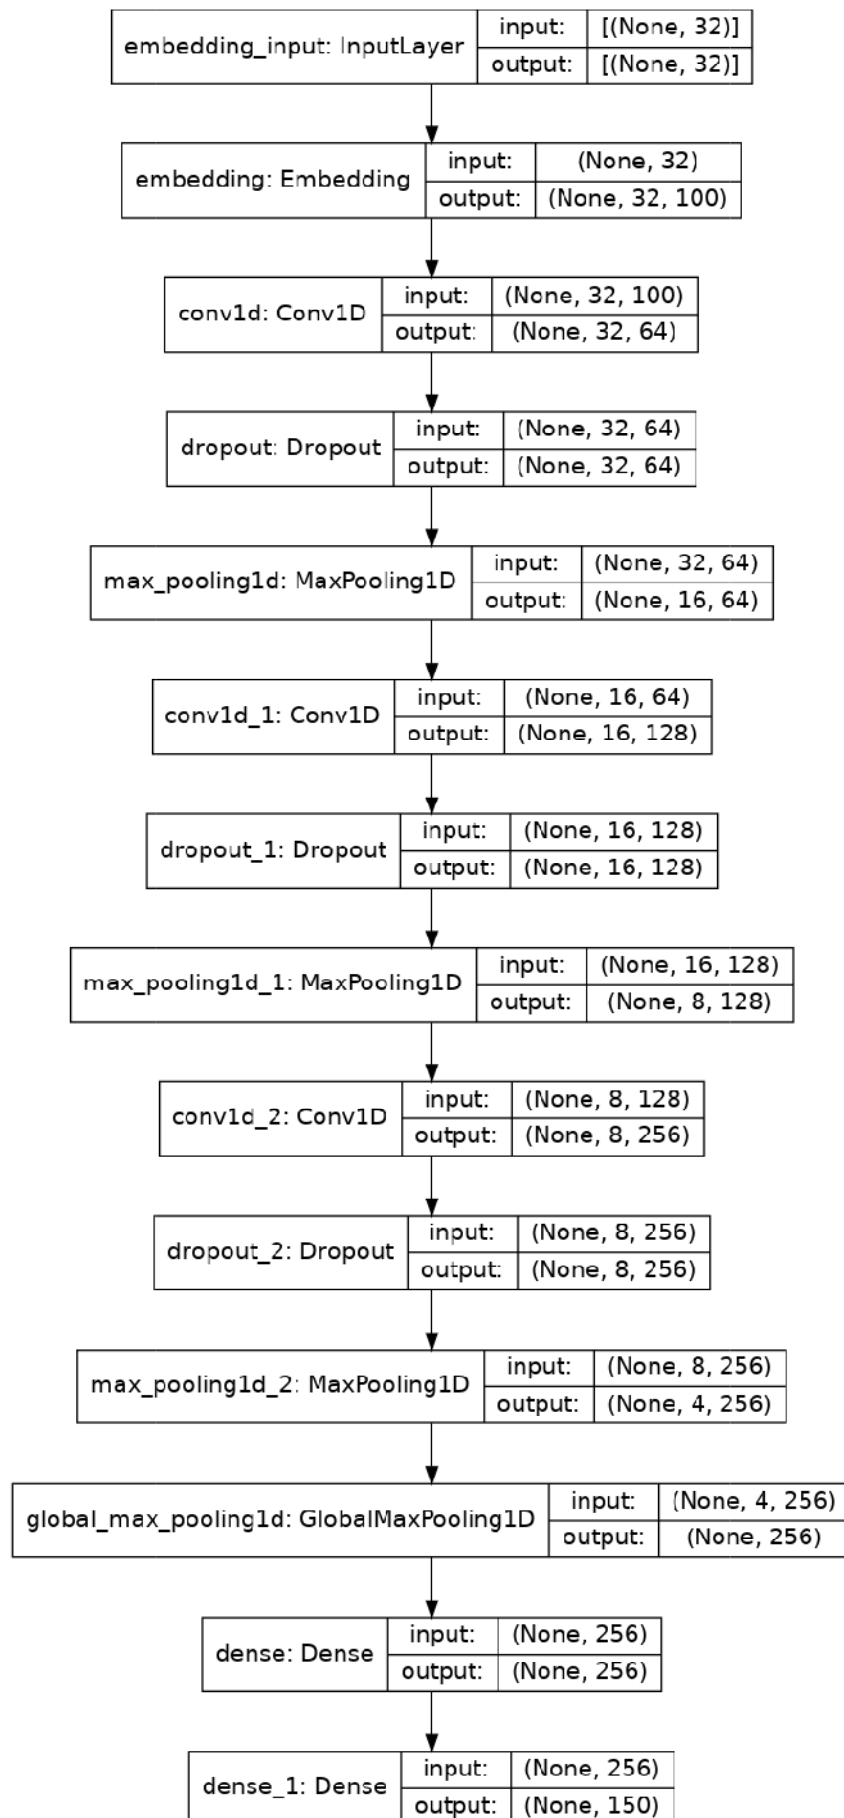 embedding_input: InputLayer
input: [(None, 32)]
output: [(None, 32)]
embedding: Embedding
input: (None, 32)
output: (None, 32, 100)
conv1d: Conv1D
input: (None, 32, 100)
output: (None, 32, 64)
dropout: Dropout
input: (None, 32, 64)
output: (None, 32, 64)
max_pooling1d: MaxPooling1D
input: (None, 32, 64)
output: (None, 16, 64)
conv1d_1: Conv1D
input: (None, 16, 64)
output: (None, 16, 128)
dropout_1: Dropout
input: (None, 16, 128)
output: (None, 16, 128)
max_pooling1d_1: MaxPooling1D
input: (None, 16, 128)
output: (None, 8, 128)
conv1d_2: Conv1D
input: (None, 8, 128)
output: (None, 8, 256)
dropout_2: Dropout
input: (None, 8, 256)
output: (None, 8, 256)
max_pooling1d_2: MaxPooling1D
input: (None, 8, 256)
output: (None, 4, 256)
global_max_pooling1d: GlobalMaxPooling1D
input: (None, 4, 256)
output: (None, 256)
dense: Dense
input: (None, 256)
output: (None, 256)
dense_1: Dense
input: (None, 256)
output: (None, 150)